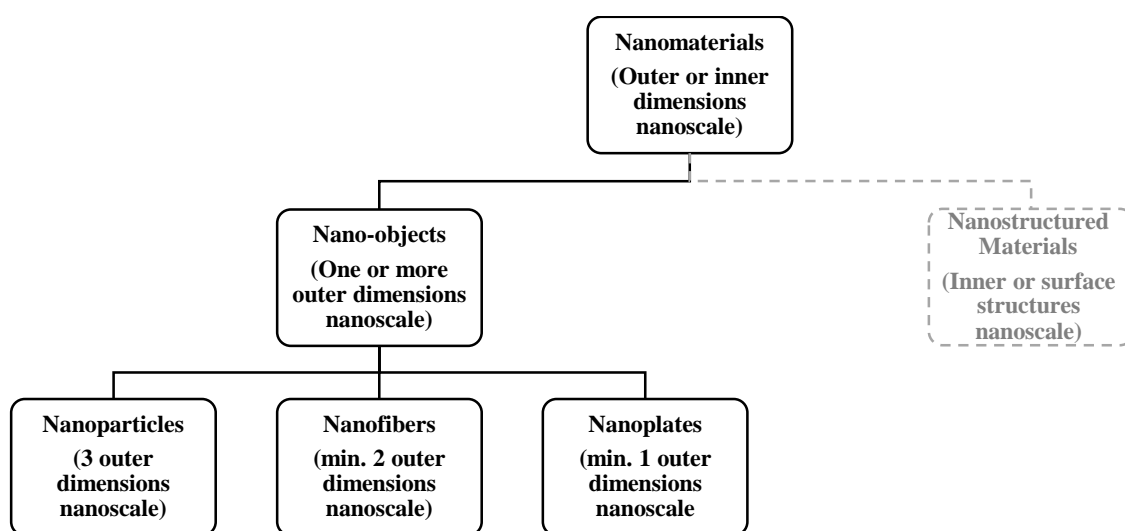 Nanomaterials
(Outer or inner
dimensions
nanoscale)
Nano-objects
(One or more
outer dimensions
nanoscale)
Nanostructured
Materials
(Inner or surface
structures
nanoscale)
Nanoparticles
(3 outer
dimensions
nanoscale)
Nanofibers
(min. 2 outer
dimensions
nanoscale)
Nanoplates
(min. 1 outer
dimensions
nanoscale